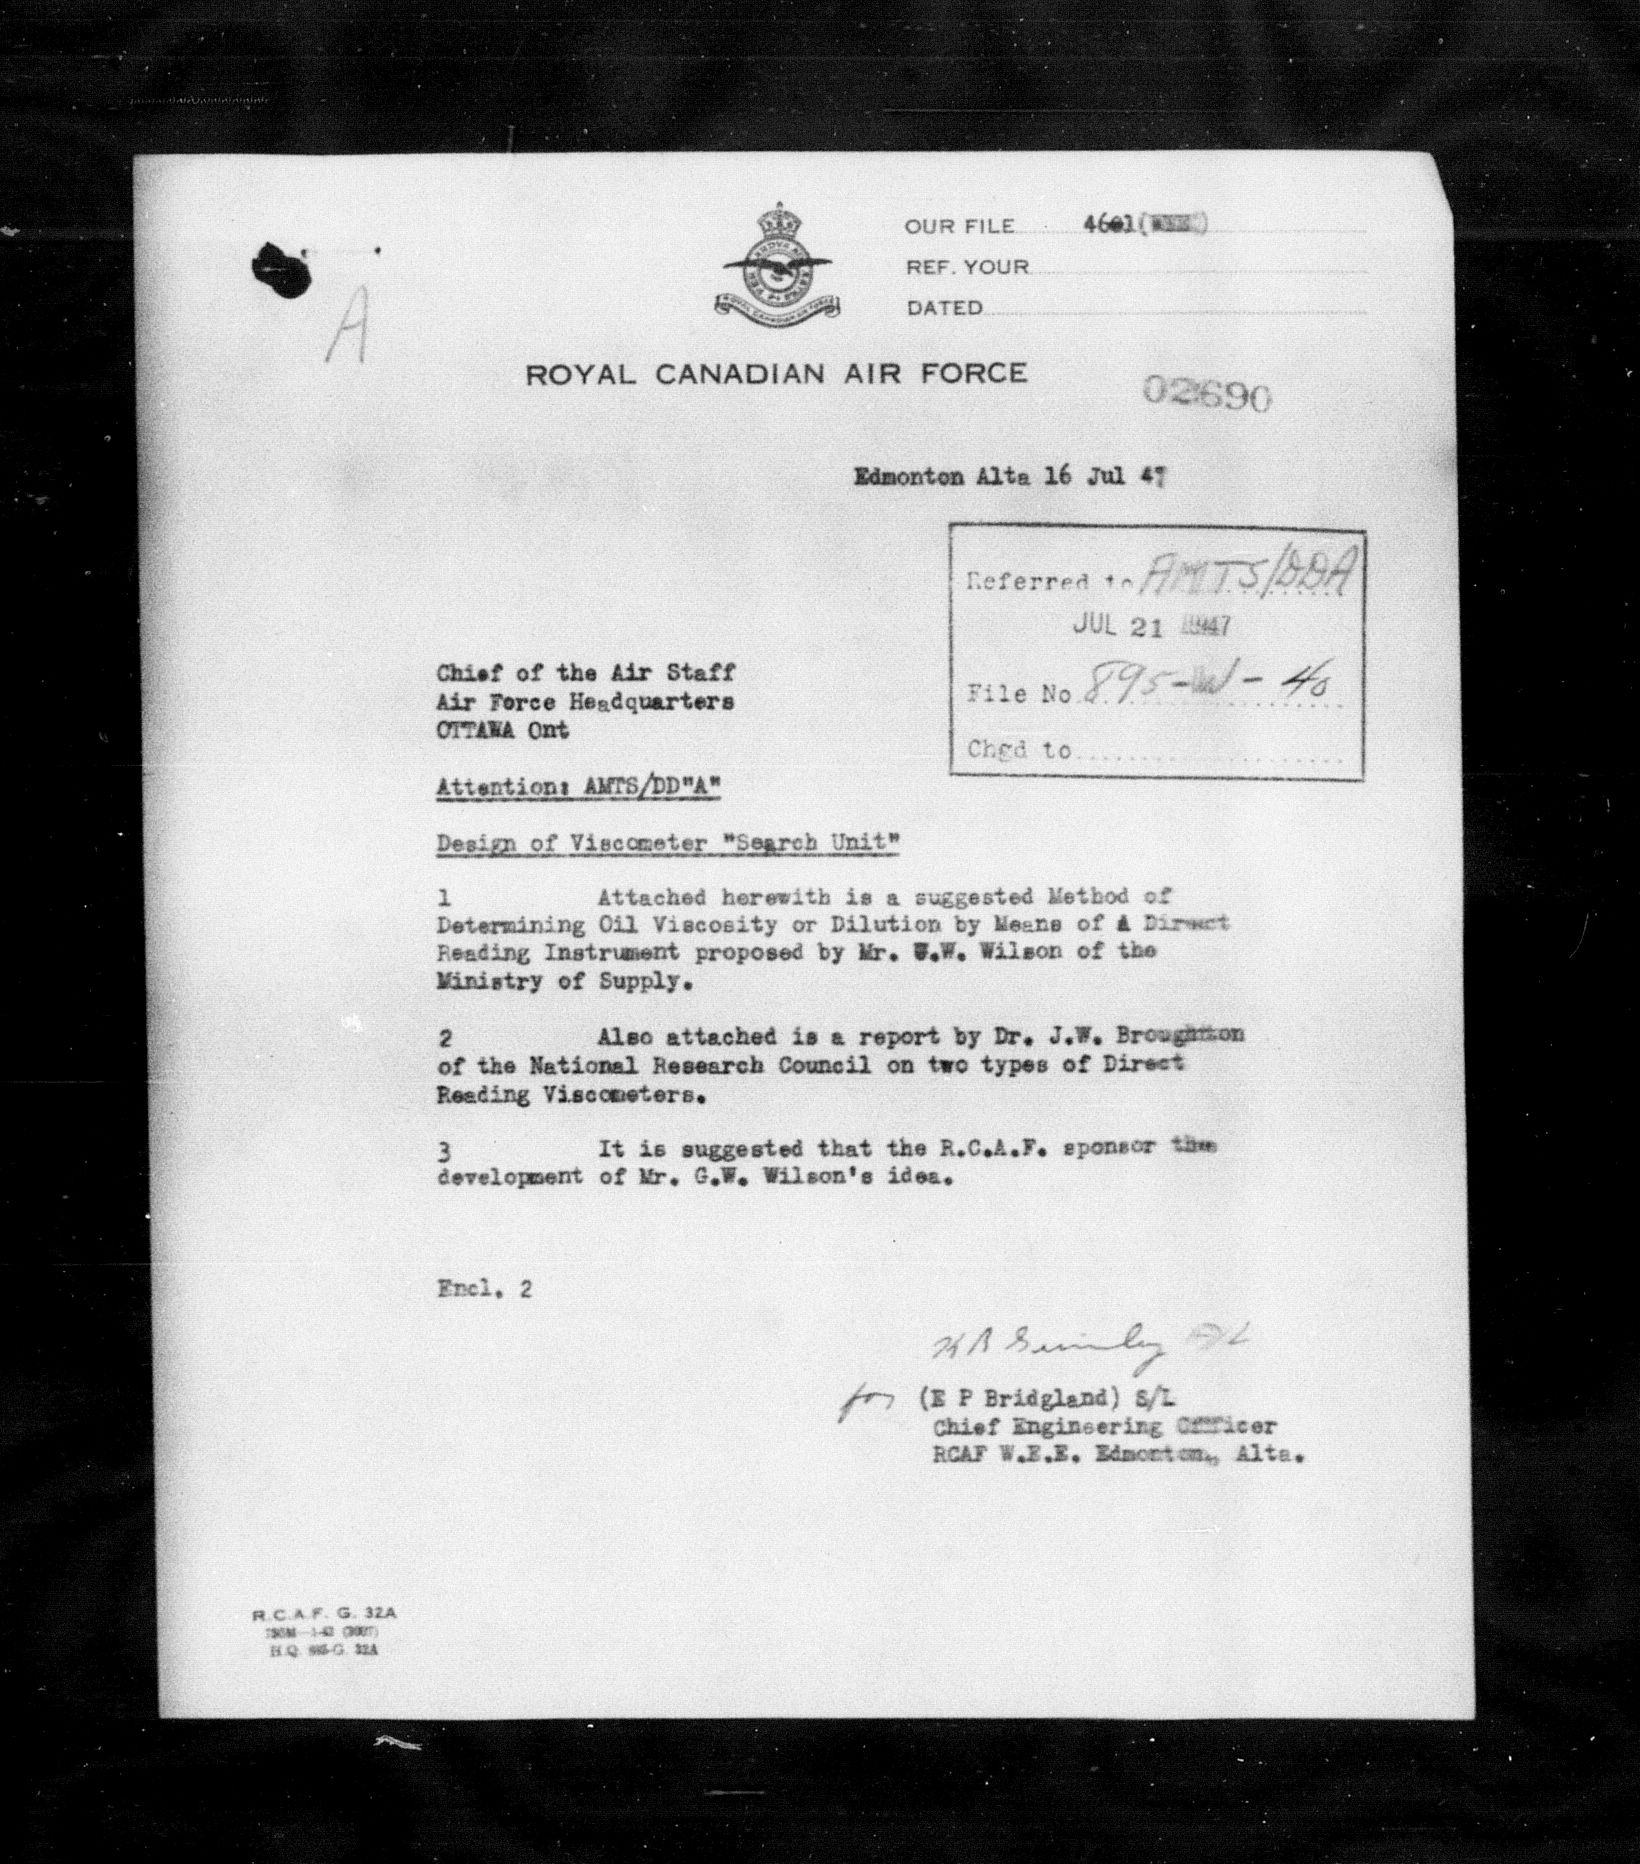 OUR FILE 4601(WEE)
REF. YOUR
DATED
ROYAL CANADIAN AIR FORCE
A
ROYAL CANADIAN AIR FORCE
02690
Edmonton Alta 16 Jul 47
Referred to AMTS/DDA
JUL 21 1947
File No 895-W-40
Chgd to
Chief of the Air Staff
Air Force Headquarters
OTTAWA Ont
Attention: AMTS/DD"A"
Design of Viscometer "Search Unit"
1 Attached herewith is a suggested Method of
Determining Oil Viscosity or Dilution by Means of A Direct
Reading Instrument proposed by Mr. G.W. Wilson of the
Ministry of Supply.
2 Also attached is a report by Dr. J.W. Broughton
of the National Research Council on two types of Direct
Reading Viscometers.
3 It is suggested that the R.C.A.F. sponsor the
development of Mr. G.W. Wilson's idea.
Encl. 2
for (E P Bridgland) S/L
Chief Engineering Officer
RCAF W.E.E. Edmonton, Alta.
R.C.A.F. G. 32A
H.Q. G. 32A